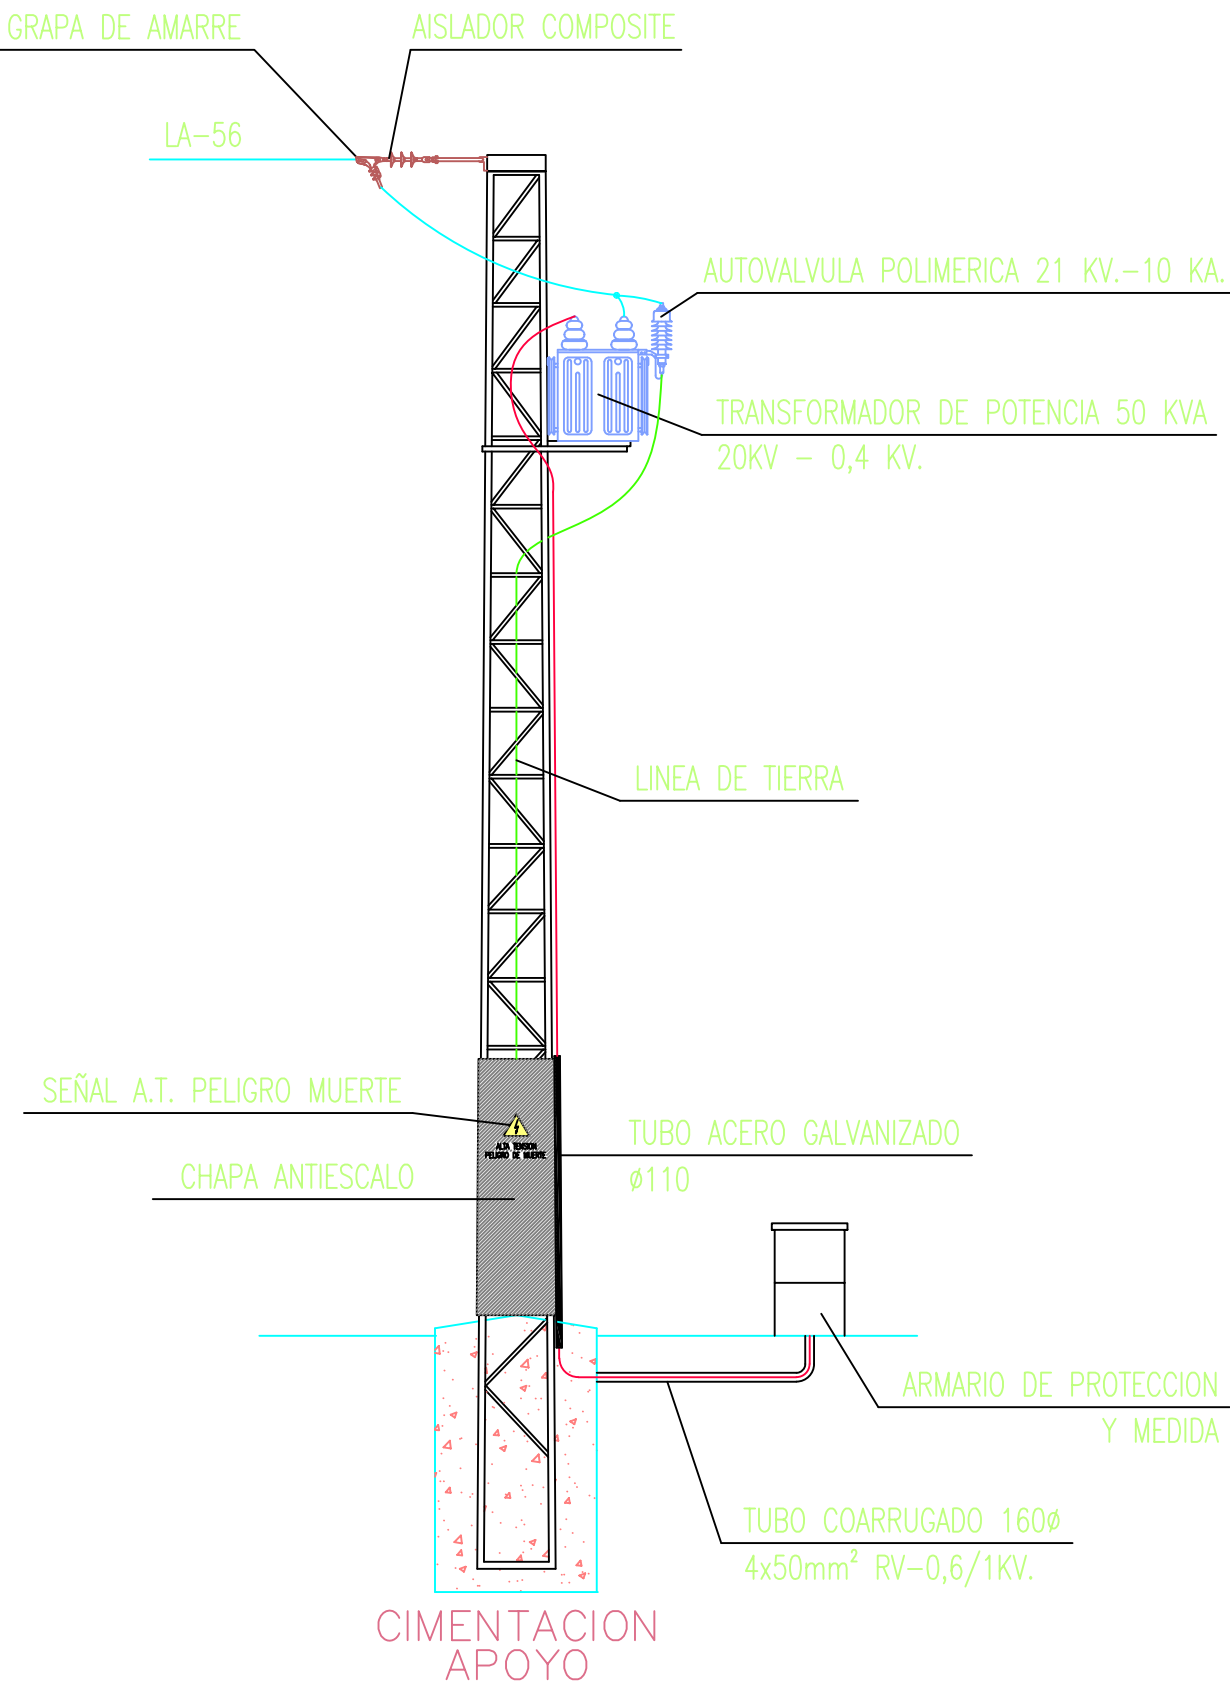 GRAPA DE AMARRE
AISLADOR COMPOSITE
LA-56
AUTOVALVULA POLIMERICA 21 KV.-10 KA.
TRANSFORMADOR DE POTENCIA 50 KVA
20KV - 0,4 KV.
LINEA DE TIERRA
SEÑAL A.T. PELIGRO MUERTE
ALTA TENSION
PELIGRO DE MUERTE
TUBO ACERO GALVANIZADO
ø110
CHAPA ANTIESCALO
ARMARIO DE PROTECCION
Y MEDIDA
TUBO COARRUGADO 160ø
4x50mm² RV-0,6/1KV.
CIMENTACION
APOYO